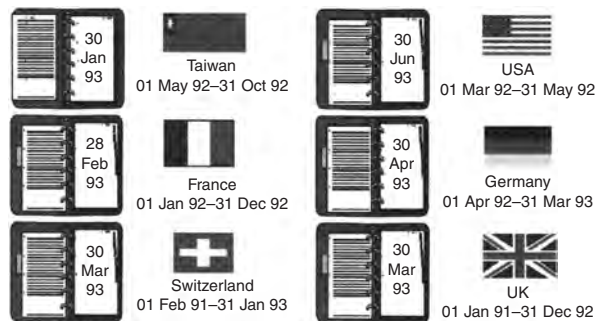 30
Jan
93
Taiwan
01 May 92–31 Oct 92
30
Jun
93
USA
01 Mar 92–31 May 92
28
Feb
93
France
01 Jan 92–31 Dec 92
30
Apr
93
Germany
01 Apr 92–31 Mar 93
30
Mar
93
Switzerland
01 Feb 91–31 Jan 93
30
Mar
93
UK
01 Jan 91–31 Dec 92